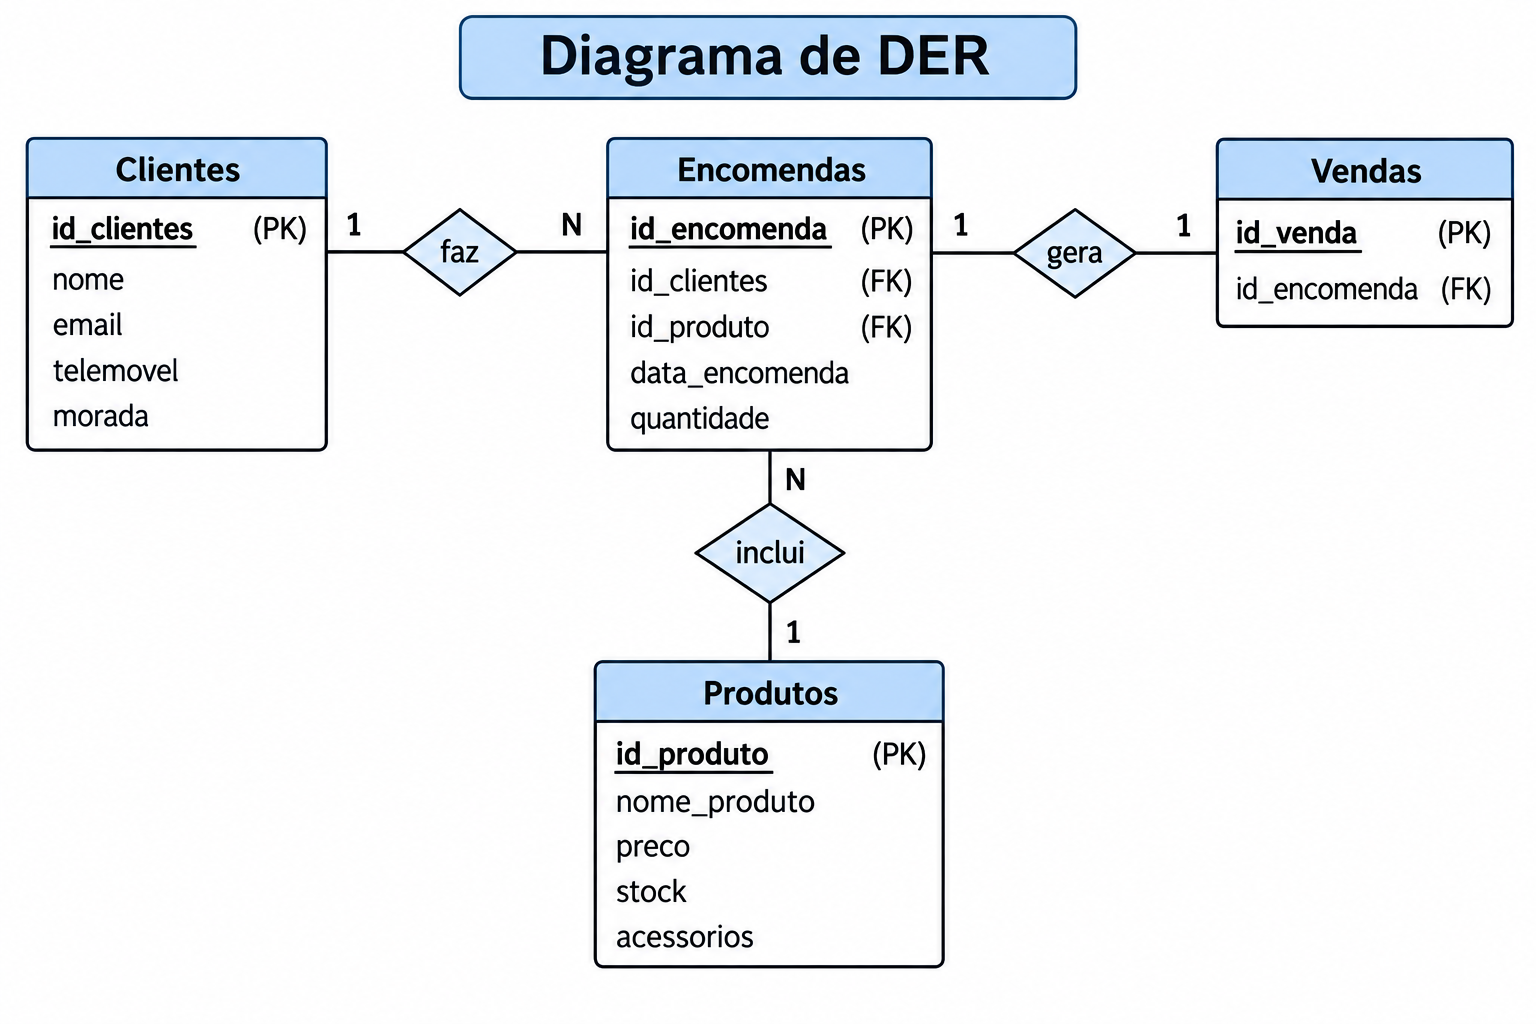 Diagrama de DER
Clientes
id_clientes (PK)
nome
email
telemovel
morada
1
faz
N
Encomendas
id_encomenda (PK)
id_clientes (FK)
id_produto (FK)
data_encomenda
quantidade
1
gera
1
Vendas
id_venda (PK)
id_encomenda (FK)
N
inclui
1
Produtos
id_produto (PK)
nome_produto
preco
stock
acessorios